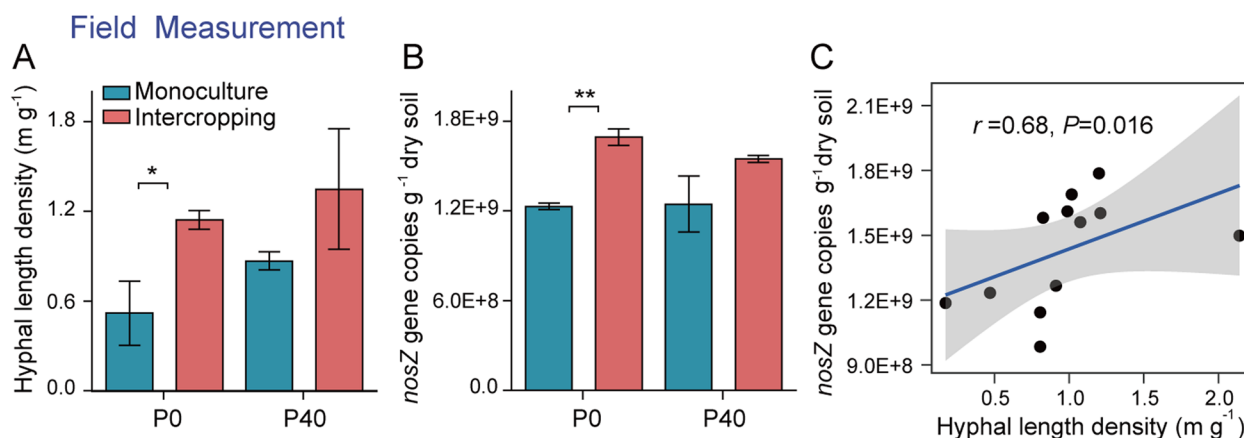 Field Measurement
A
Hyphal length density (m g⁻¹)
1.8
1.2
0.6
0.0
Monoculture
Intercropping
*
P0
P40
B
nosZ gene copies g⁻¹ dry soil
1.8E+9
1.2E+9
6.0E+8
0.0
**
P0
P40
C
nosZ gene copies g⁻¹ dry soil
2.1E+9
1.8E+9
1.5E+9
1.2E+9
9.0E+8
r =0.68, P=0.016
0.5
1.0
1.5
2.0
Hyphal length density (m g⁻¹)